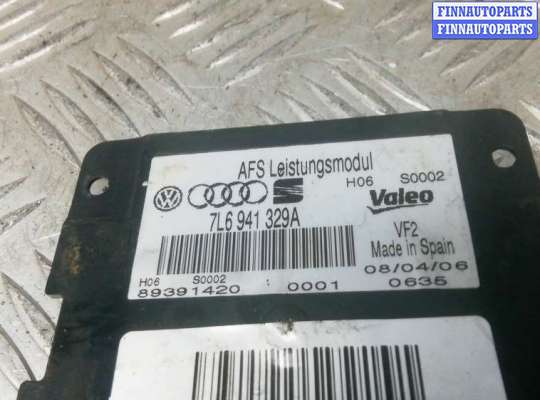 FINNAUTOPARTS
FINNAUTOPARTS
AFS Leistungsmodul
H06 S0002
7L6 941 329A
Valeo
VF2
Made in Spain
H06 S0002
08/04/06
89391420 : 0001 0635